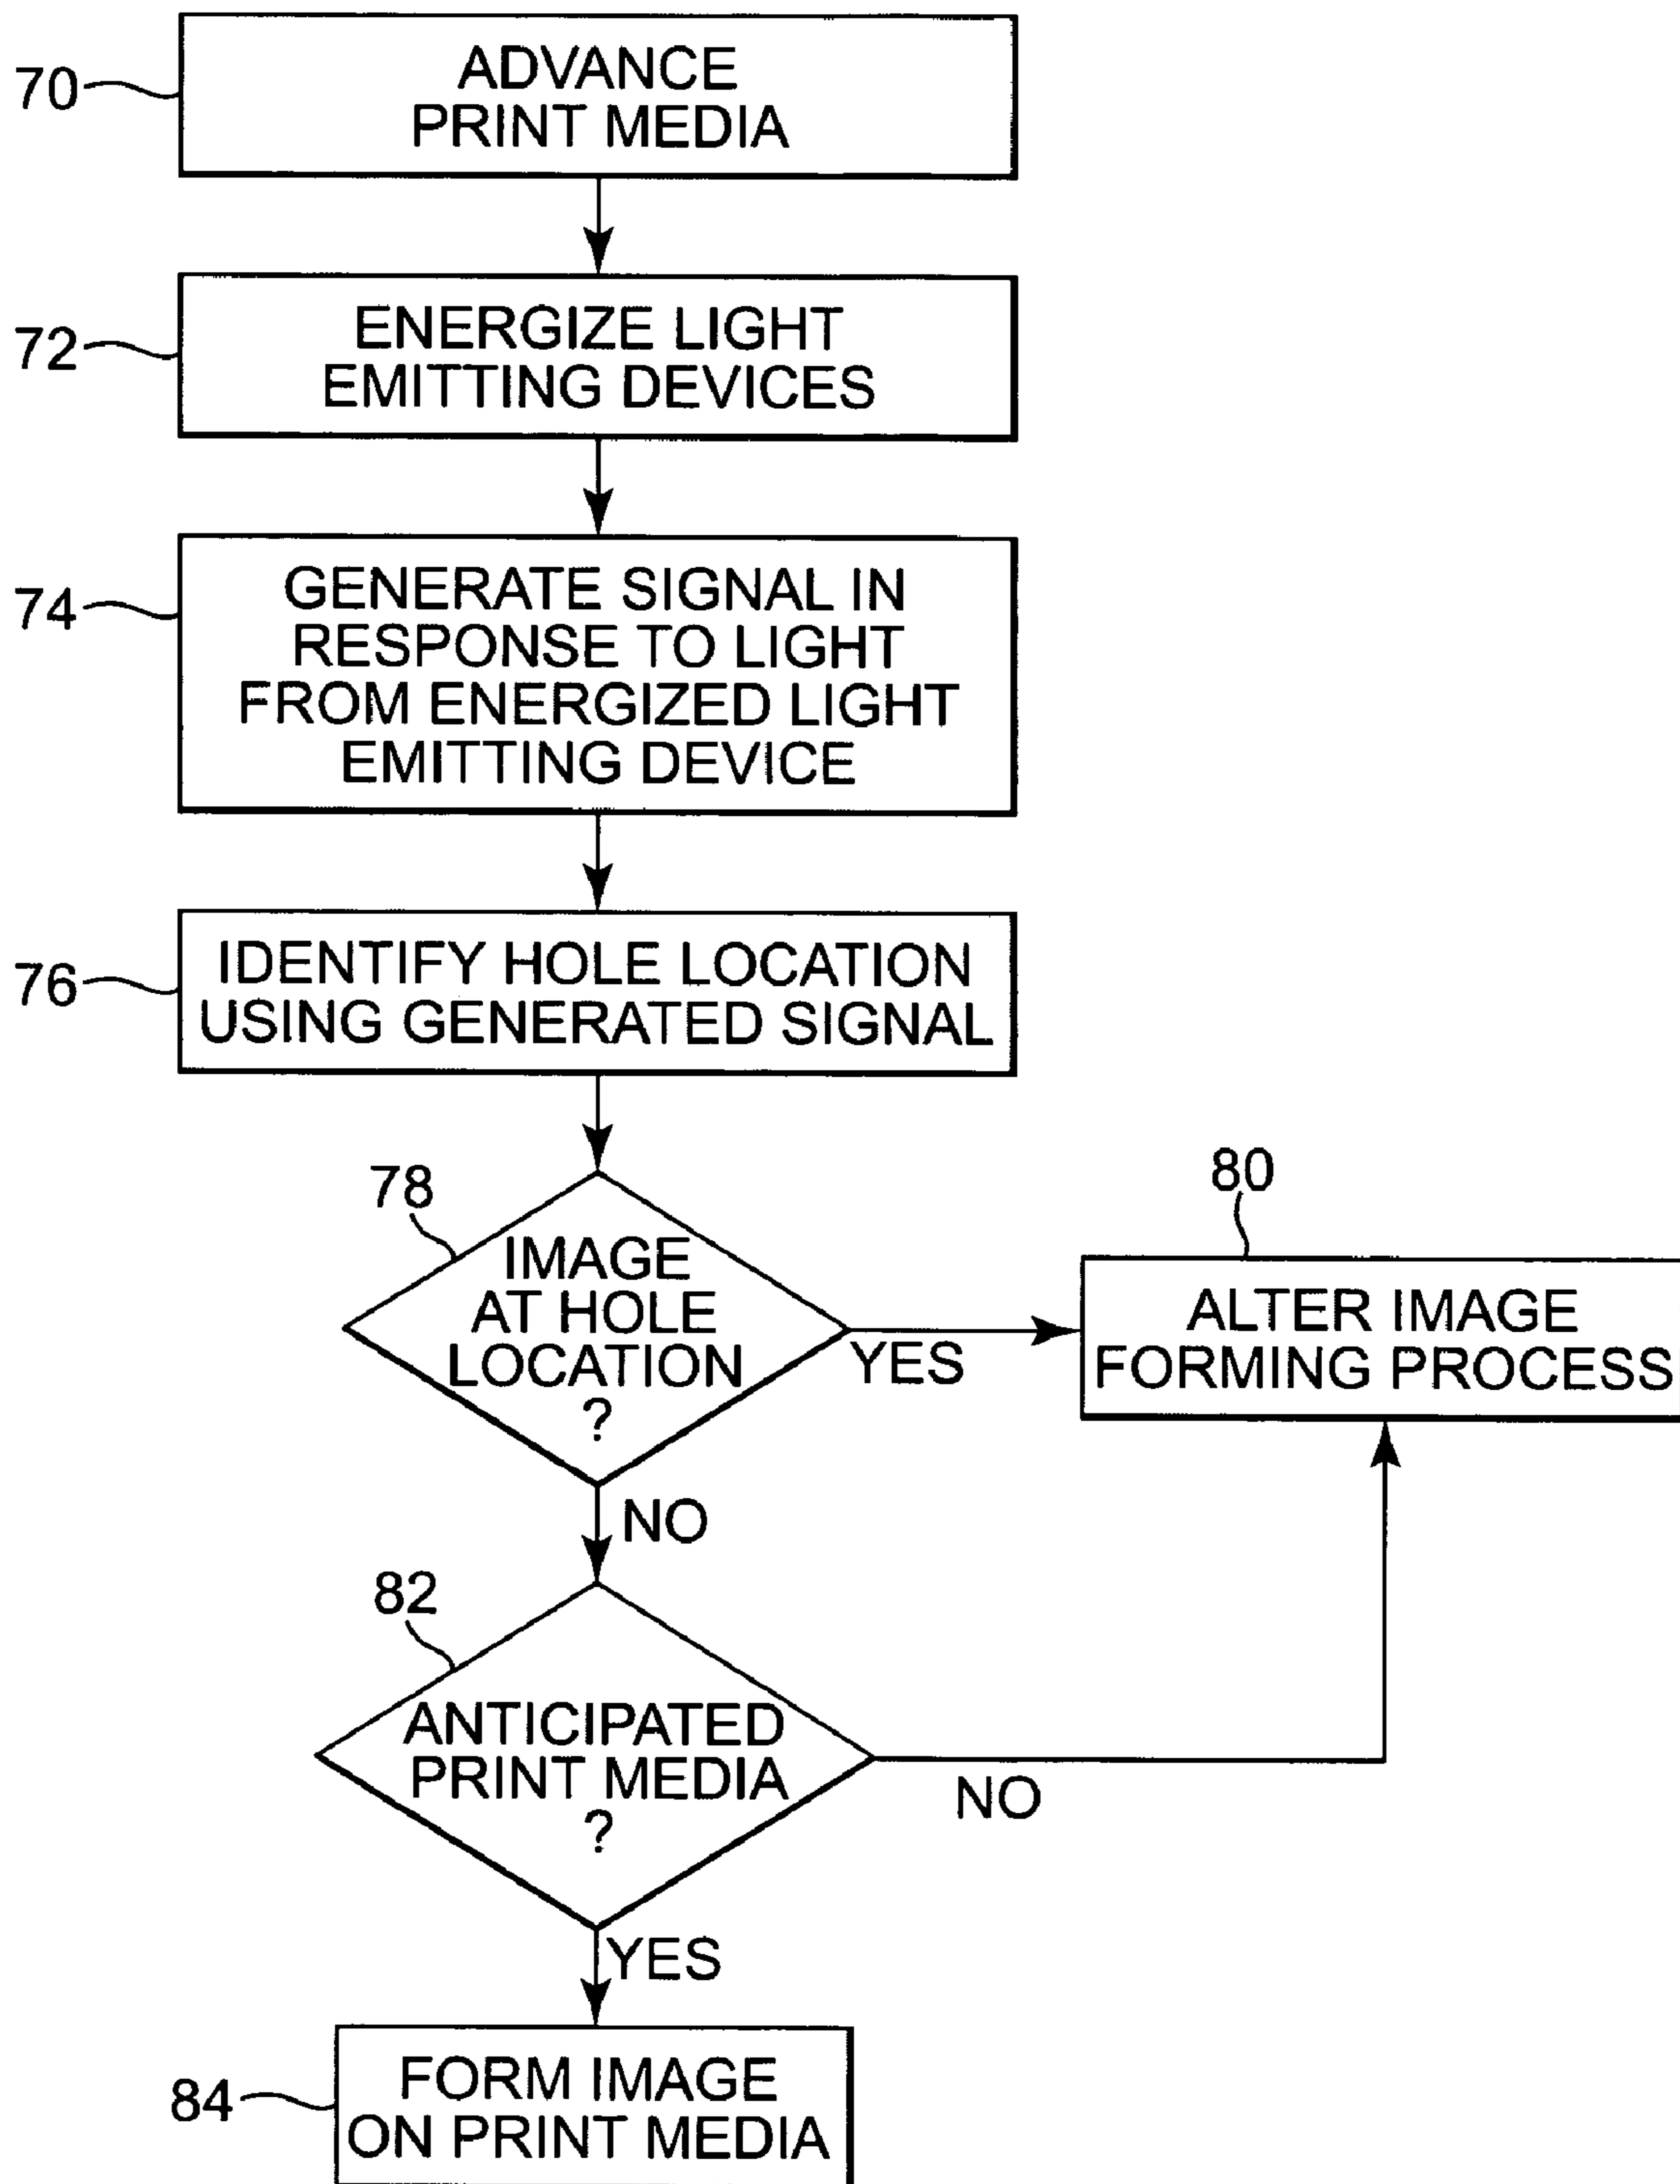 70
ADVANCE
PRINT MEDIA
72
ENERGIZE LIGHT
EMITTING DEVICES
74
GENERATE SIGNAL IN
RESPONSE TO LIGHT
FROM ENERGIZED LIGHT
EMITTING DEVICE
76
IDENTIFY HOLE LOCATION
USING GENERATED SIGNAL
78
IMAGE
AT HOLE
LOCATION
?
YES
80
ALTER IMAGE
FORMING PROCESS
NO
82
ANTICIPATED
PRINT MEDIA
?
NO
YES
84
FORM IMAGE
ON PRINT MEDIA